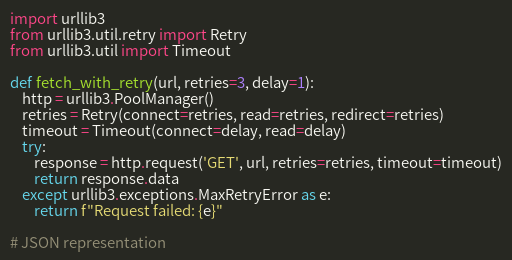 import urllib3
from urllib3.util.retry import Retry
from urllib3.util import Timeout

def fetch_with_retry(url, retries=3, delay=1):
    http = urllib3.PoolManager()
    retries = Retry(connect=retries, read=retries, redirect=retries)
    timeout = Timeout(connect=delay, read=delay)
    try:
        response = http.request('GET', url, retries=retries, timeout=timeout)
        return response.data
    except urllib3.exceptions.MaxRetryError as e:
        return f"Request failed: {e}"

# JSON representation